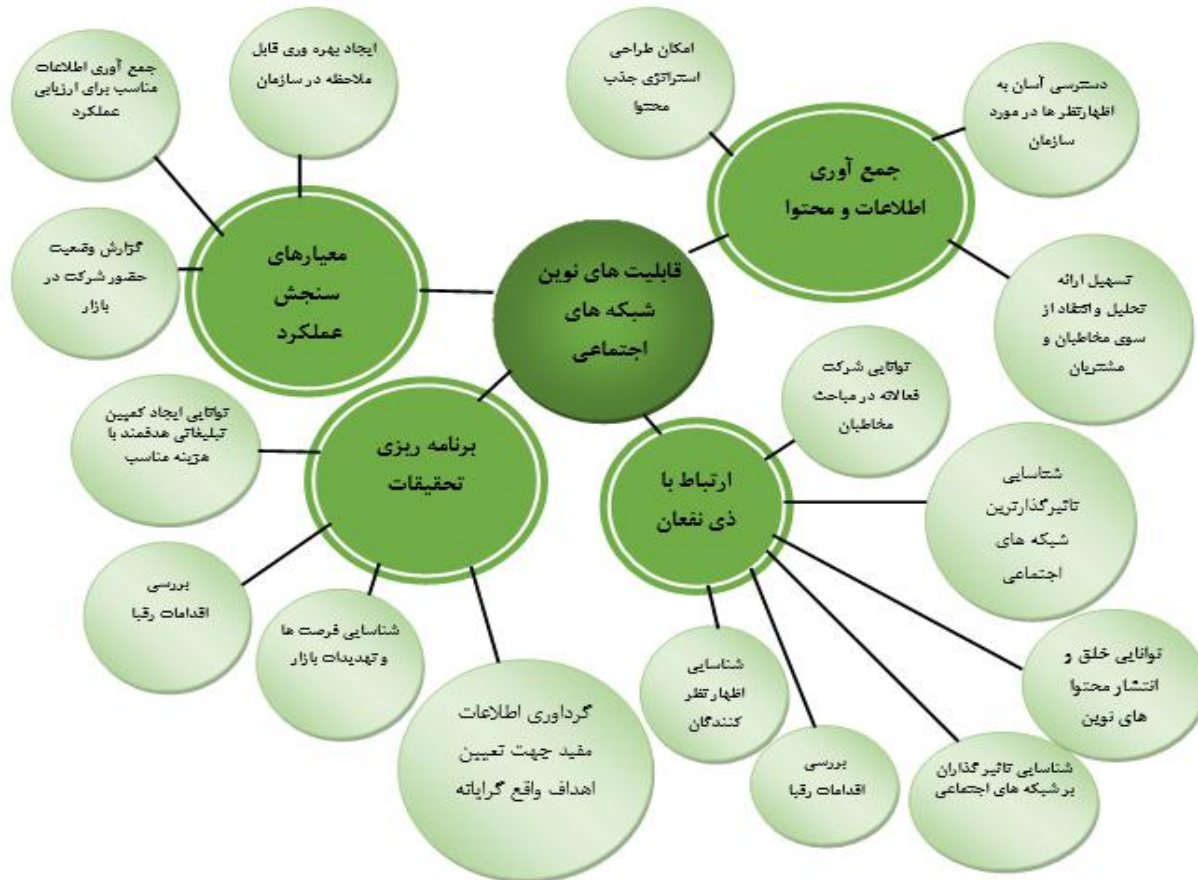 قابلیت های نوین
شبکه های
اجتماعی
جمع آوری
اطلاعات و محتوا
امکان طراحی
استراتژی جذب
محتوا
دسترسی آسان به
اظهارنظر ها در مورد
سازمان
تسهیل ارائه
تحلیل و انتقاد از
سوی مخاطبان و
مشتریان
ارتباط با
ذی نفعان
توانایی شرکت
فعالانه در مباحث
مخاطبان
شناسایی
تاثیرگذارترین
شبکه های
اجتماعی
توانایی خلق و
انتشار محتوا
های نوین
شناسایی تاثیر گذاران
بر شبکه های اجتماعی
بررسی
اقدامات رقبا
شناسایی
اظهار نظر
کنندگان
برنامه ریزی
تحقیقات
گرداوری اطلاعات
مفید جهت تعیین
اهداف واقع گرایانه
شناسایی فرصت ها
و تهدیدات بازار
بررسی
اقدامات رقبا
توانایی ایجاد کمپین
تبلیغاتی هدفمند با
هزینه مناسب
معیارهای
سنجش
عملکرد
گزارش وضعیت
حضور شرکت در
بازار
جمع آوری اطلاعات
مناسب برای ارزیابی
عملکرد
ایجاد بهره وری قابل
ملاحظه در سازمان